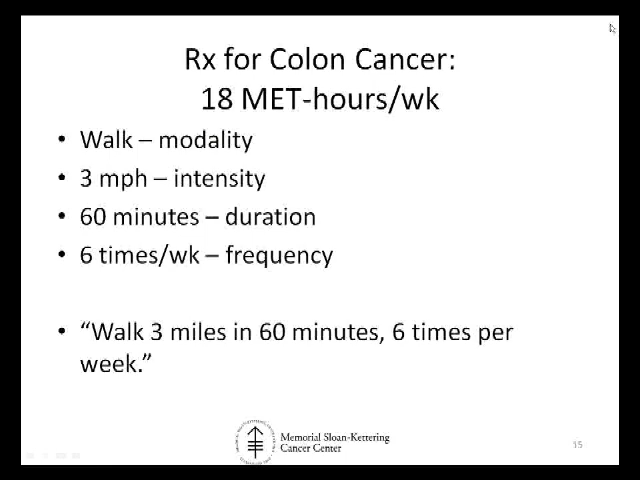 Rx for Colon Cancer:
18 MET-hours/wk
• Walk – modality
• 3 mph – intensity
• 60 minutes – duration
• 6 times/wk – frequency
• “Walk 3 miles in 60 minutes, 6 times per
week.”
Memorial Sloan-Kettering
Cancer Center
15